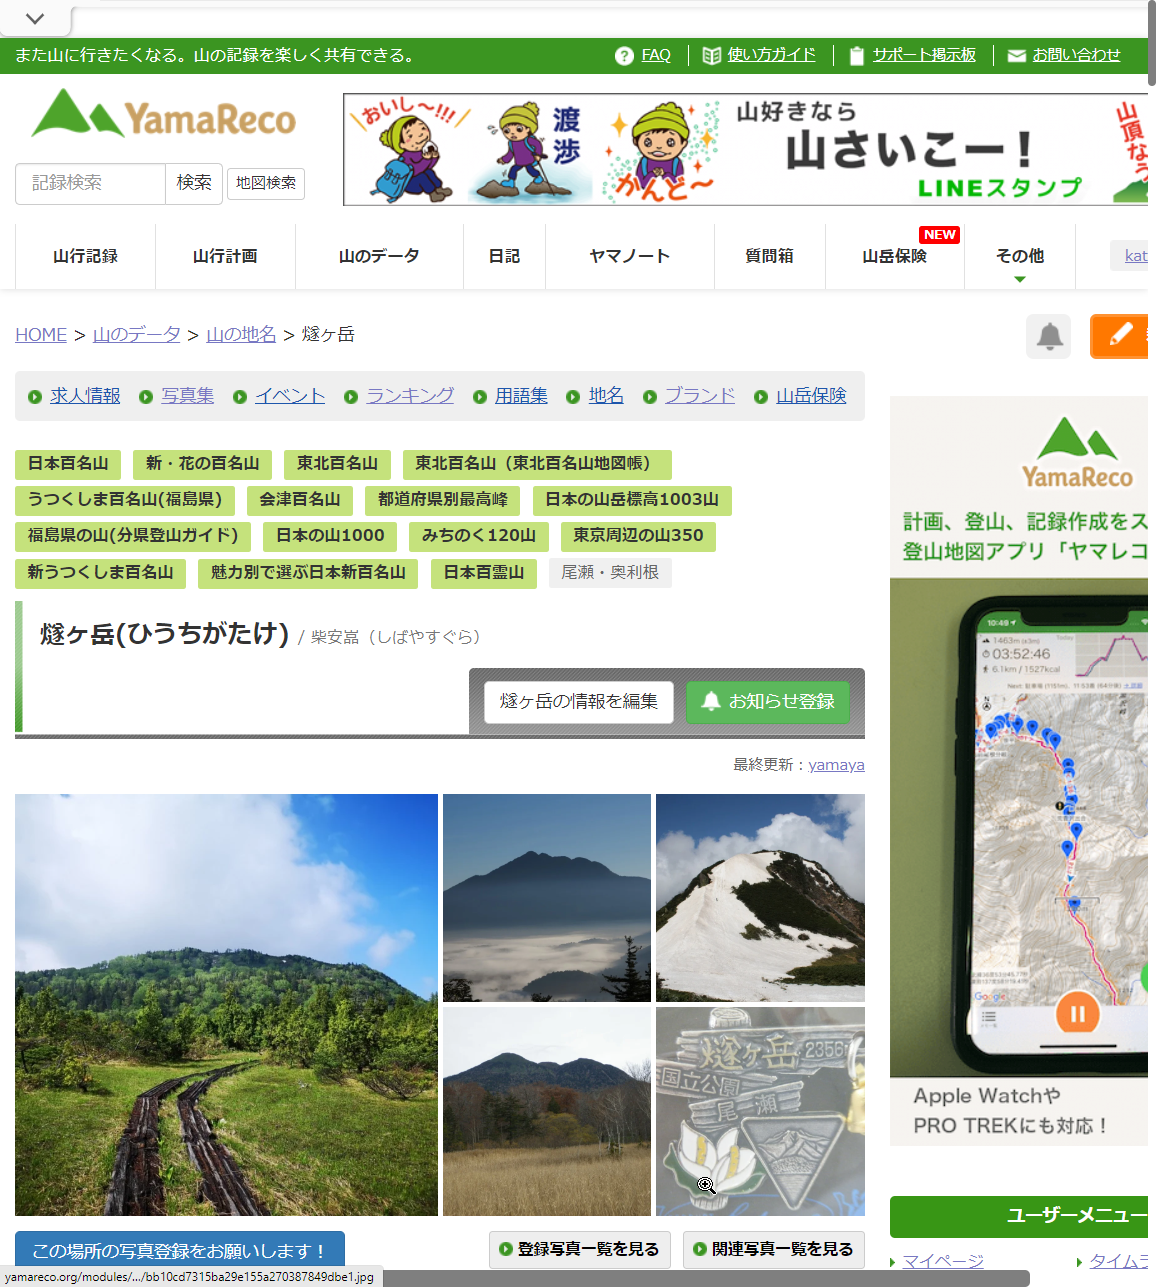 また山に行きたくなる。山の記録を楽しく共有できる。
FAQ
使い方ガイド
サポート掲示板
お問い合わせ
YamaReco
おいし〜!!!
渡渉
かんど〜
山好きなら
山さいこー！
LINEスタンプ
山頂な
記録検索
検索
地図検索
山行記録
山行計画
山のデータ
日記
ヤマノート
質問箱
NEW
山岳保険
その他
kat
HOME > 山のデータ > 山の地名 > 燧ヶ岳
求人情報
写真集
イベント
ランキング
用語集
地名
ブランド
山岳保険
日本百名山
新・花の百名山
東北百名山
東北百名山（東北百名山地図帳）
うつくしま百名山(福島県)
会津百名山
都道府県別最高峰
日本の山岳標高1003山
福島県の山(分県登山ガイド)
日本の山1000
みちのく120山
東京周辺の山350
新うつくしま百名山
魅力別で選ぶ日本新百名山
日本百霊山
尾瀬・奥利根
燧ヶ岳(ひうちがたけ) / 柴安嵓（しばやすぐら）
燧ヶ岳の情報を編集
お知らせ登録
最終更新：yamaya
YamaReco
計画、登山、記録作成をス
登山地図アプリ「ヤマレコ
10:49
1463m
Today
03:52:46
6.1km / 1527kcal
Google
Apple Watchや
PRO TREKにも対応！
燧ヶ岳 2356
国立公園
尾瀬
この場所の写真登録をお願いします！
登録写真一覧を見る
関連写真一覧を見る
ユーザーメニュー
マイページ
タイムラ
yamareco.org/modules/.../bb10cd7315ba29e155a270387849dbe1.jpg